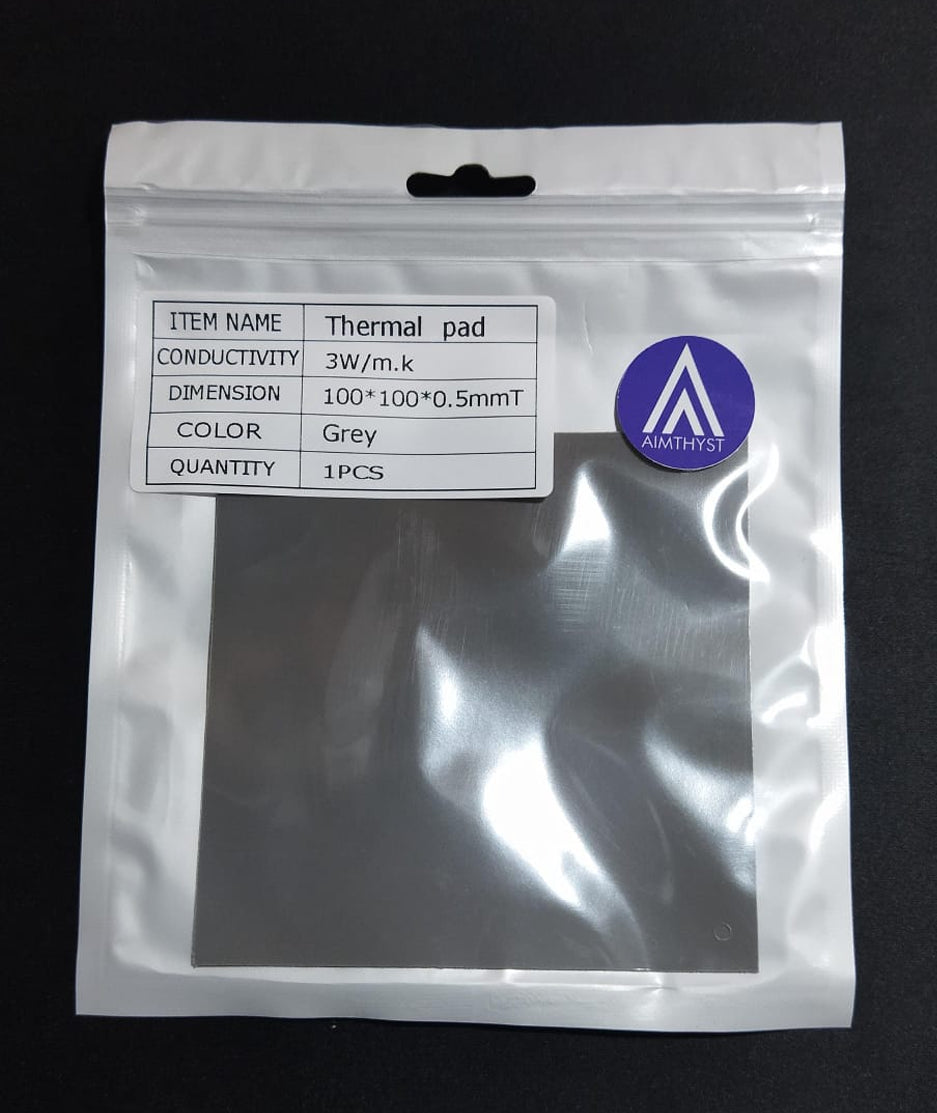 ITEM NAME Thermal pad
CONDUCTIVITY 3W/m.k
DIMENSION 100*100*0.5mmT
COLOR Grey
QUANTITY 1PCS
AIMTHYST